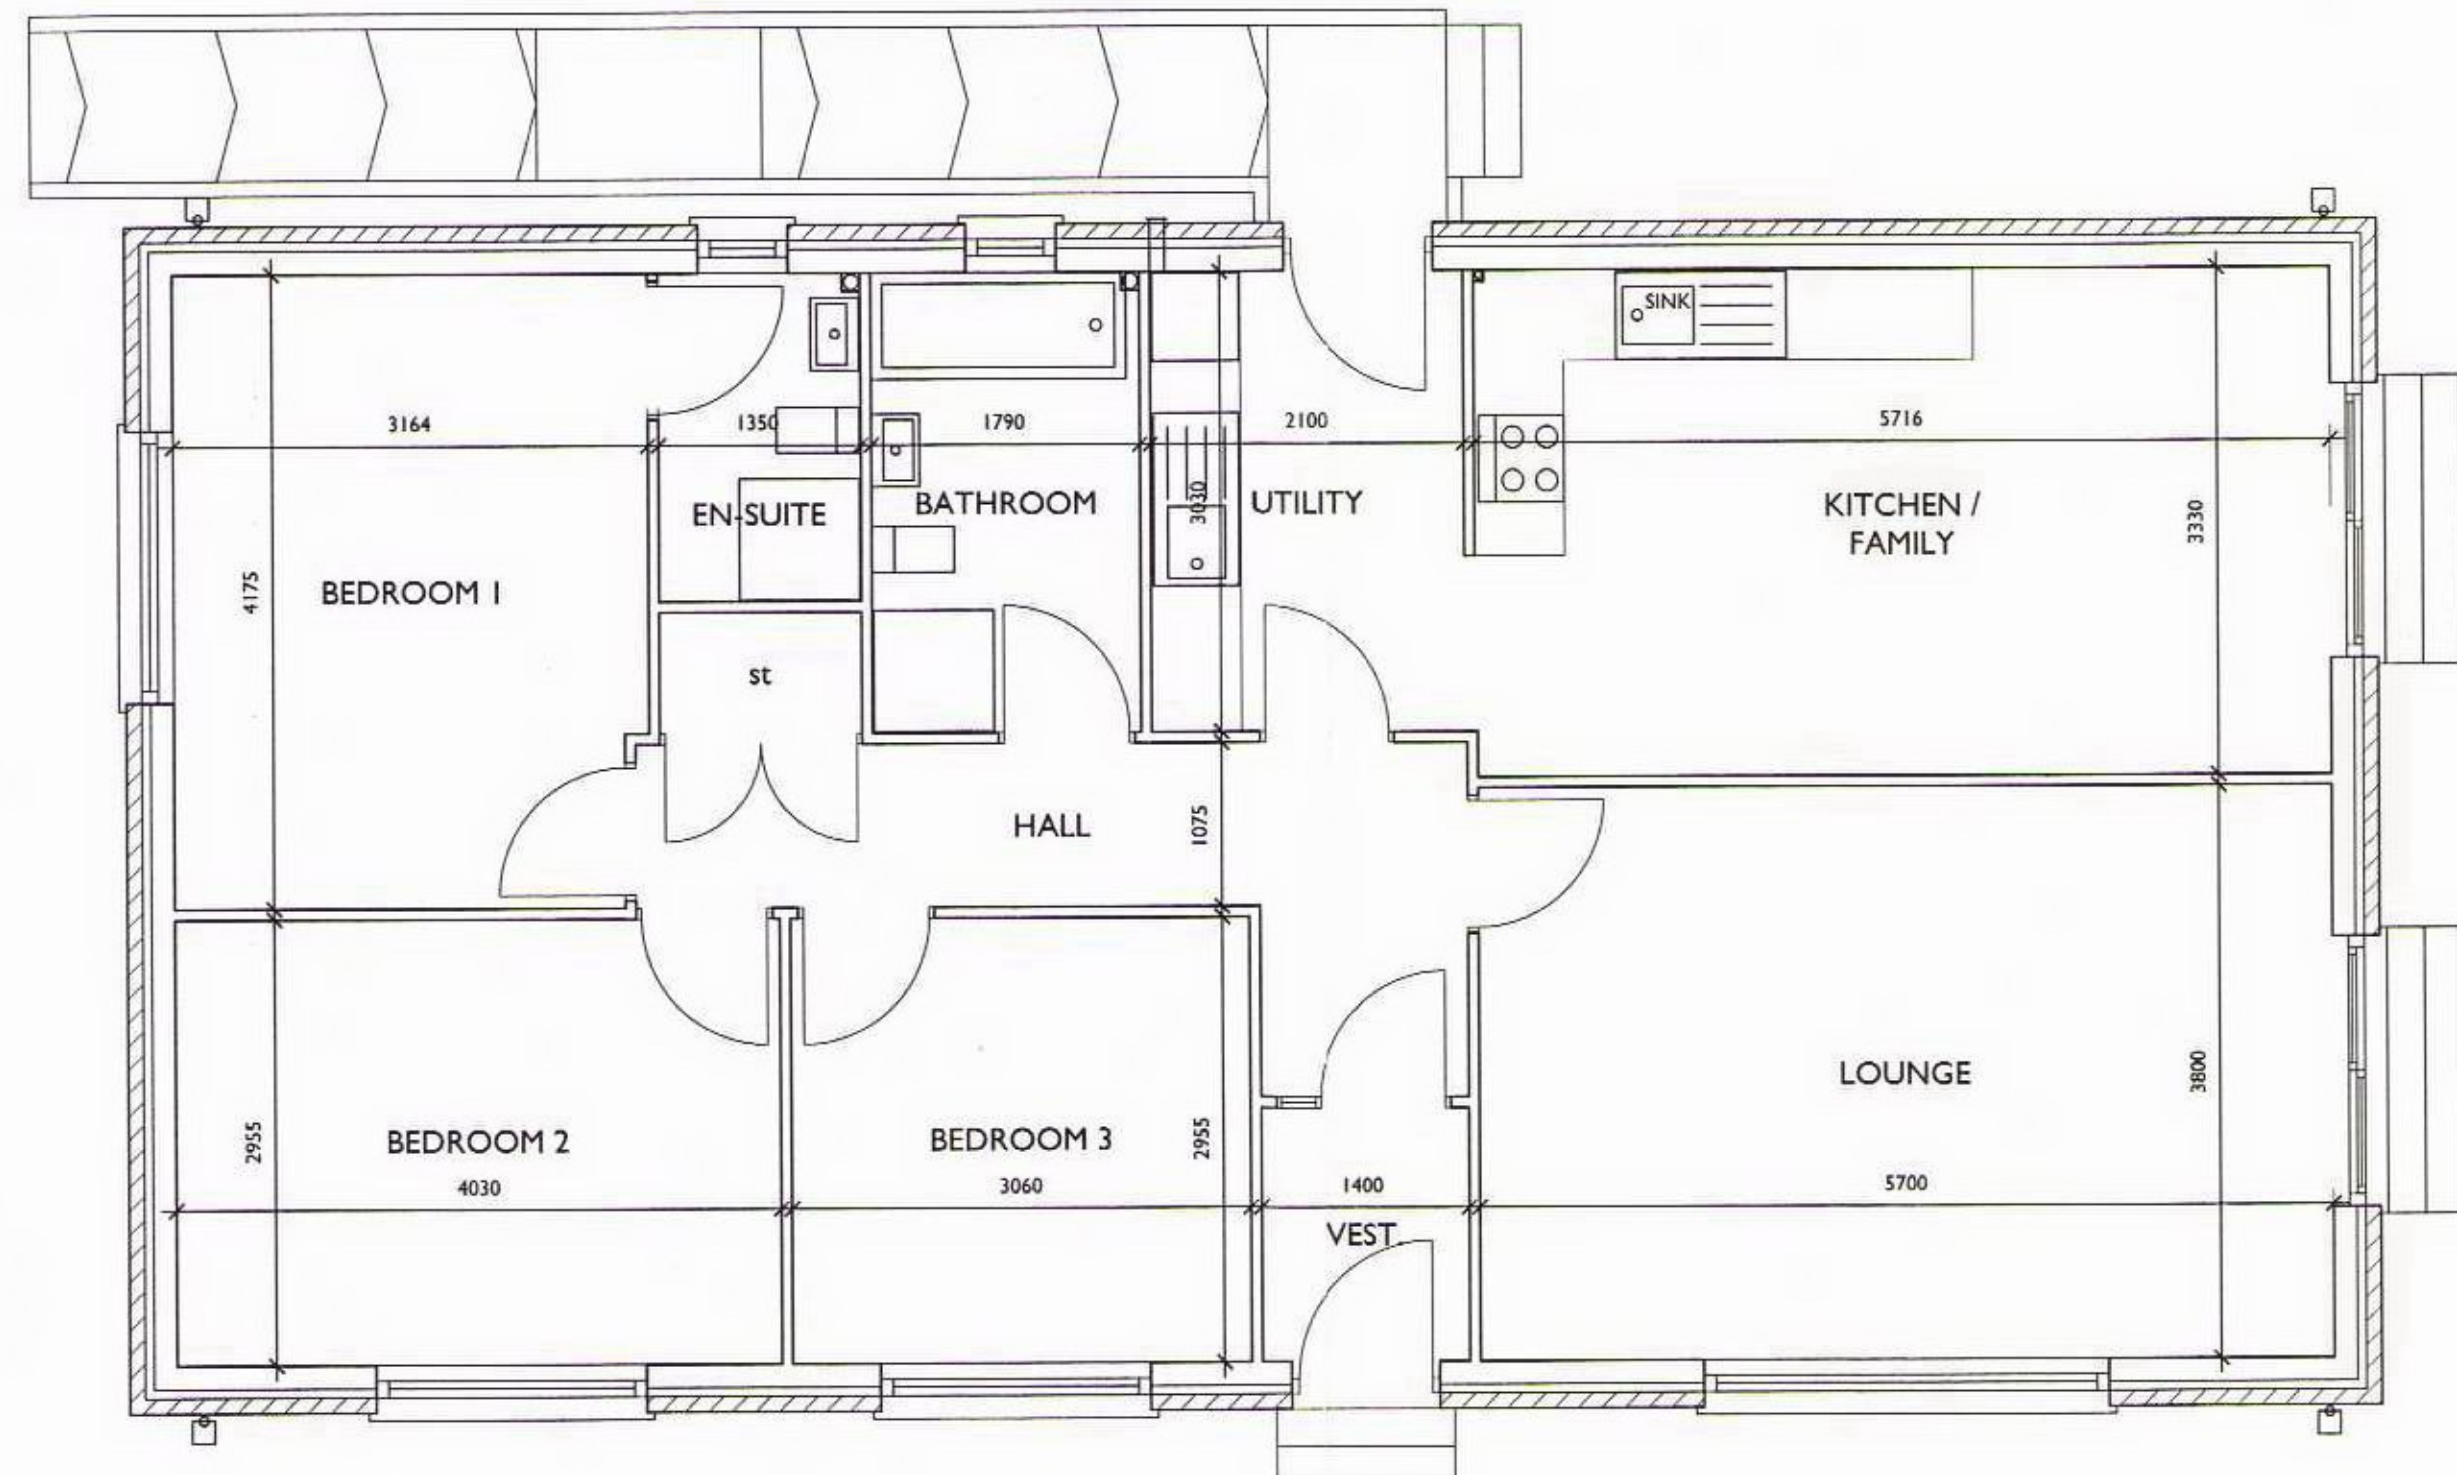 SINK
3164
1350
1790
2100
5716
EN-SUITE
BATHROOM
3030
UTILITY
KITCHEN /
FAMILY
3330
4175
BEDROOM 1
st
HALL
1075
LOUNGE
3800
2955
BEDROOM 2
BEDROOM 3
2955
4030
3060
1400
5700
VEST.